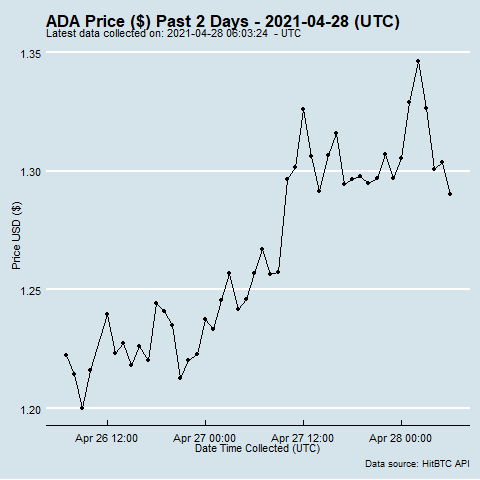 ADA Price ($) Past 2 Days - 2021-04-28 (UTC)
Latest data collected on: 2021-04-28 06:03:24 - UTC
1.35
1.30
1.25
1.20
Price USD ($)
Apr 26 12:00 Apr 27 00:00 Apr 27 12:00 Apr 28 00:00
Date Time Collected (UTC)
Data source: HitBTC API